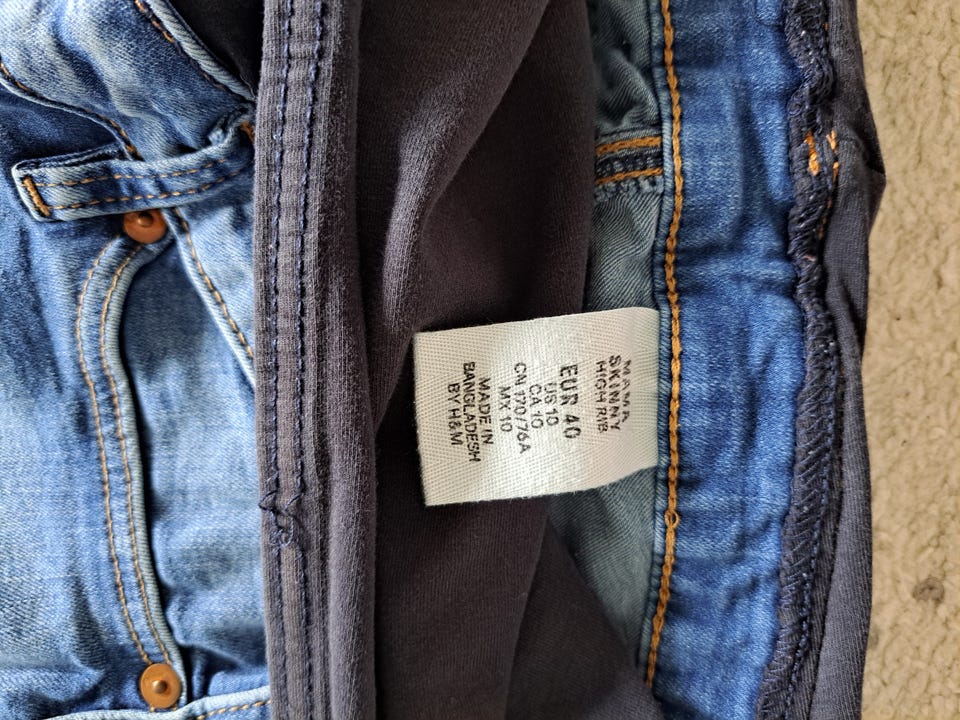 MAMA
SKINNY
HIGH RIB
EUR 40
US 10
CA 10
CN 170/76A
MX 10
MADE IN
BANGLADESH
BY H&M